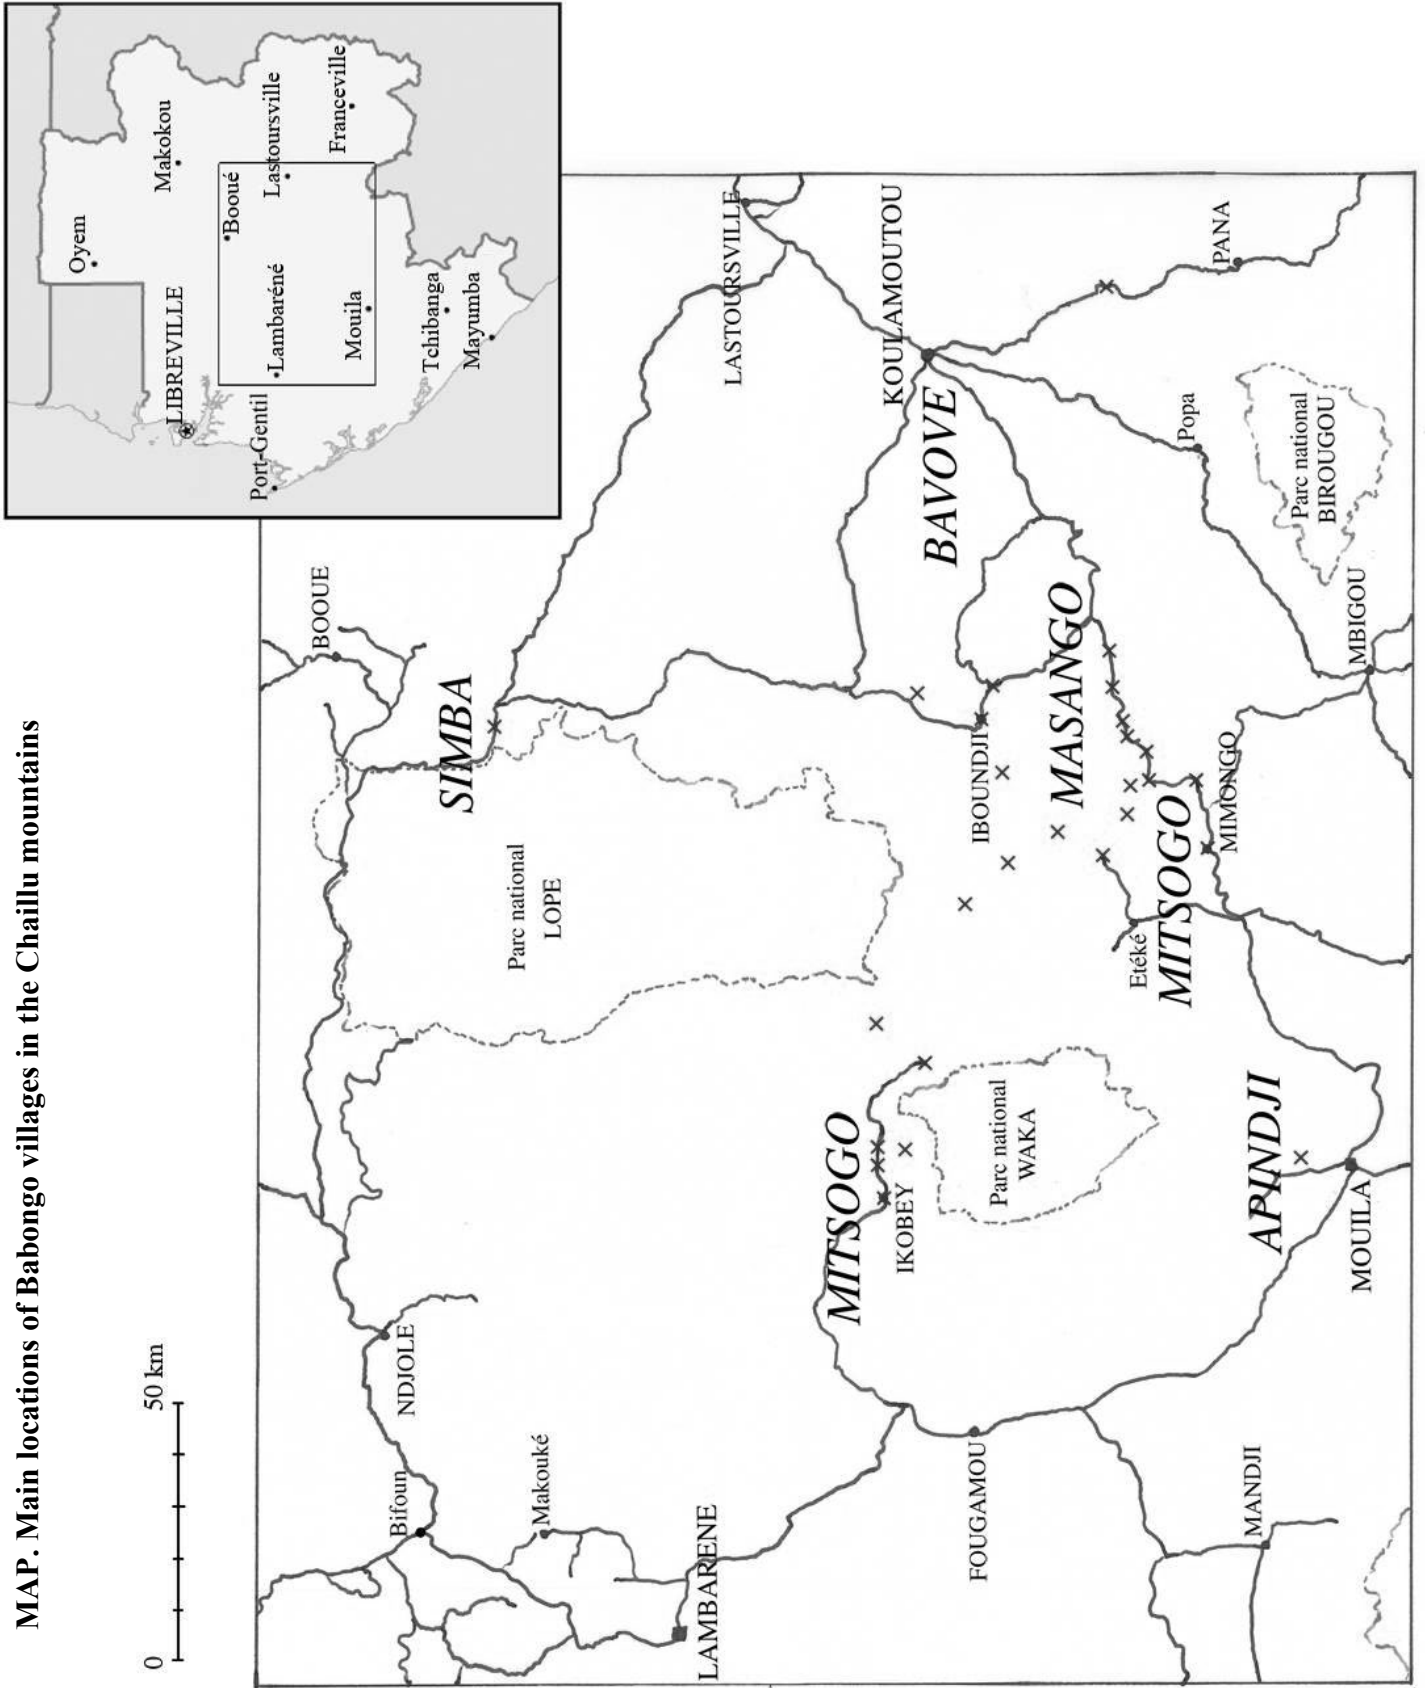 MAP. Main locations of Babongo villages in the Chaillu mountains
0
50 km
Oyem
Makokou
LIBREVILLE
Booué
Lastoursville
Franceville
Port-Gentil
Lambaréné
Mouila
Tchibanga
Mayumba
BOOUE
NDJOLE
Bifoun
Makouké
SIMBA
Parc national
LOPE
LAMBARENE
LASTOURSVILLE
MITSOGO
IKOBEY
KOULAMOUTOU
BAVOVE
IBOUNDJI
FOUGAMOU
Parc national
WAKA
MASANGO
Etéké
MITSOGO
Popa
PANA
MIMONGO
MANDJI
APINDJI
Parc national
BIROUGOU
MBIGOU
MOUILA